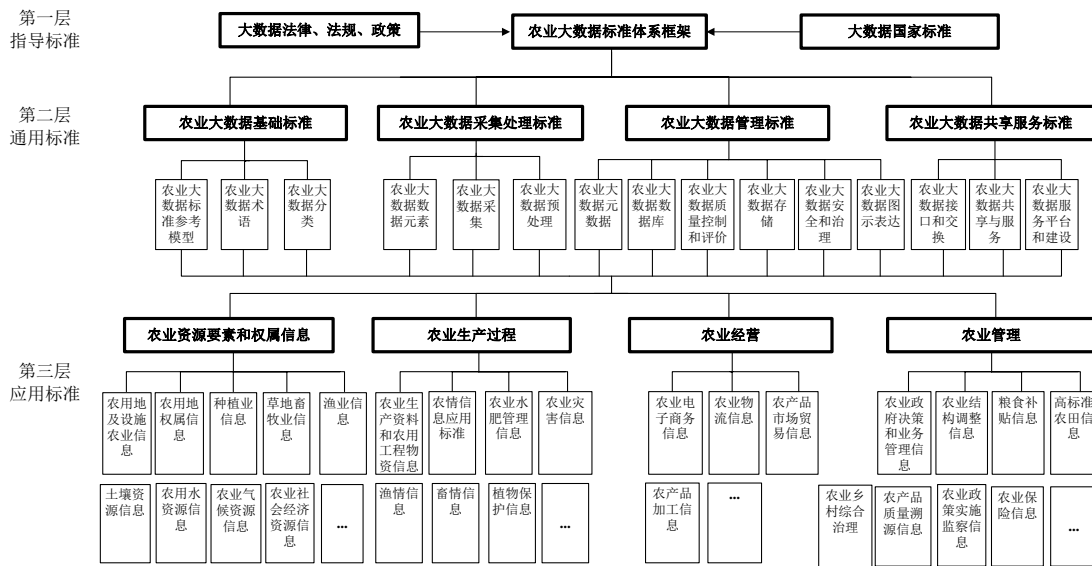 第一层
指导标准
大数据法律、法规、政策
农业大数据标准体系框架
大数据国家标准
第二层
通用标准
农业大数据基础标准
农业大数据采集处理标准
农业大数据管理标准
农业大数据共享服务标准
农业大
数据标
准参考
模型
农业大
数据术
语
农业大
数据分
类
农业大
数据数
据元素
农业大
数据采
集
农业大
数据预
处理
农业大
数据元
数据
农业大
数据数
据库
农业大
数据质
量控制
和评价
农业大
数据存
储
农业大
数据安
全和治
理
农业大
数据图
示表达
农业大
数据接
口和交
换
农业大
数据共
享与服
务
农业大
数据服
务平台
和建设
第三层
应用标准
农业资源要素和权属信息
农业生产过程
农业经营
农业管理
农用地
及设施
农业信息
农用地
权属信息
种植业
信息
草地畜
牧业信息
渔业信息
农业生
产资料
和农用
工程物
资信息
农情信
息应用
标准
农业水
肥管理
信息
农业灾
害信息
农业电
子商务
信息
农业物
流信息
农产品
市场贸
易信息
农业政
府决策
和业务
管理信息
农业结
构调整
信息
粮食补
贴信息
高标准
农田信
息
土壤资
源信息
农用水
资源信息
农业气
候资源
信息
农业社
会经济
资源信息
...
渔情信
息
畜情信
息
植物保
护信息
...
农产品
加工信
息
...
农业乡
村综合
治理
农产品
质量溯
源信息
农业政
策实施
监察信
息
农业保
险信息
...